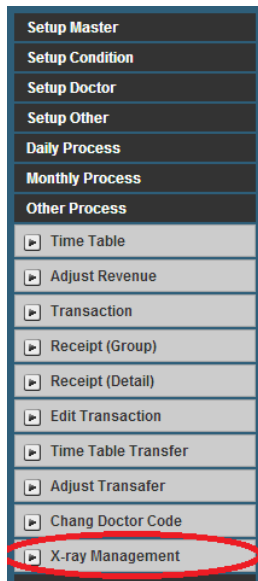 Setup Master
Setup Condition
Setup Doctor
Setup Other
Daily Process
Monthly Process
Other Process
Time Table
Adjust Revenue
Transaction
Receipt (Group)
Receipt (Detail)
Edit Transaction
Time Table Transfer
Adjust Transafer
Chang Doctor Code
X-ray Management